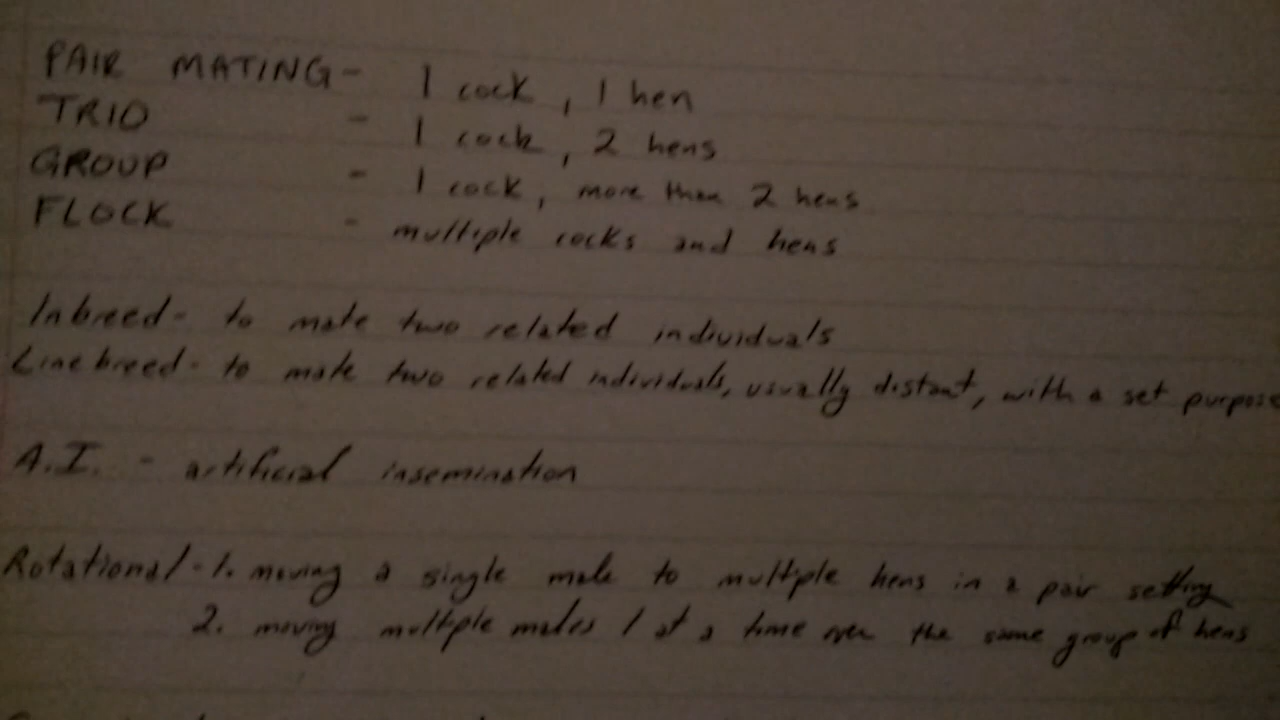 PAIR MATING - 1 cock, 1 hen
TRIO - 1 cock, 2 hens
GROUP - 1 cock, more than 2 hens
FLOCK - multiple cocks and hens
Inbreed - to mate two related individuals
Linebreed - to mate two related individuals, usually distant, with a set purpose
A.I. - artificial insemination
Rotational - 1. moving a single male to multiple hens in a pair setting
2. moving multiple males 1 at a time over the same group of hens